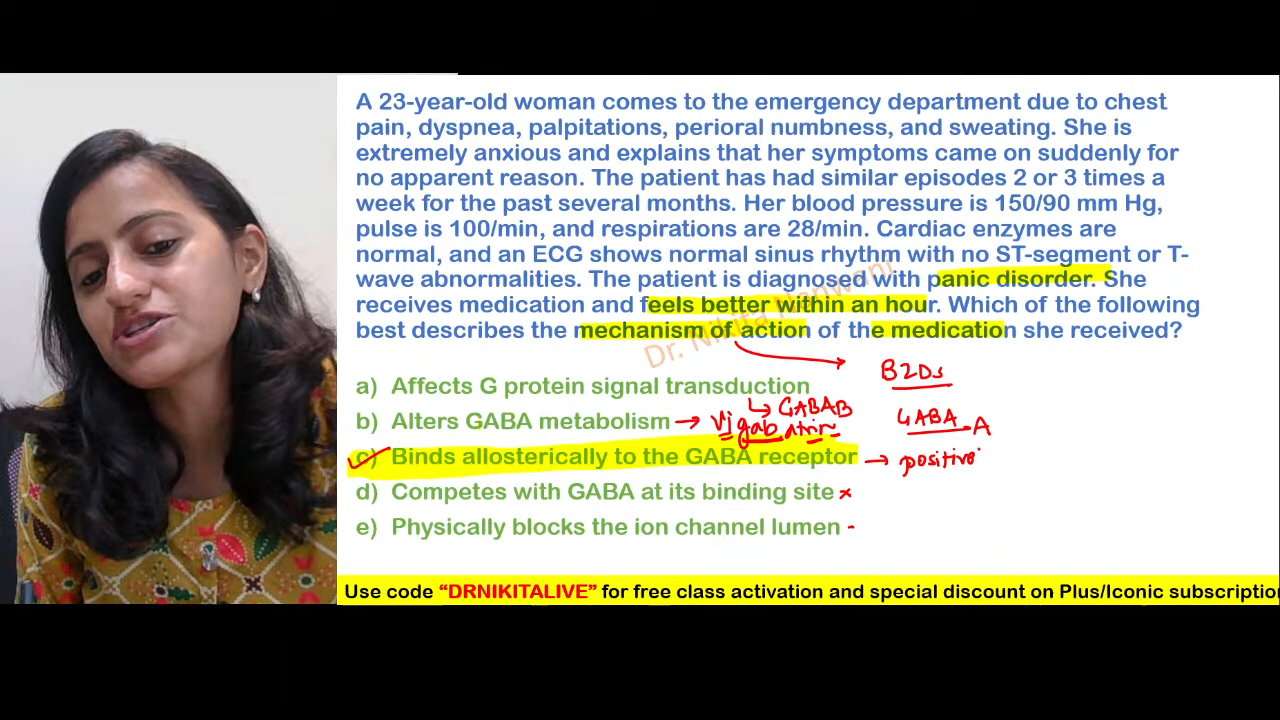 A 23-year-old woman comes to the emergency department due to chest
pain, dyspnea, palpitations, perioral numbness, and sweating. She is
extremely anxious and explains that her symptoms came on suddenly for
no apparent reason. The patient has had similar episodes 2 or 3 times a
week for the past several months. Her blood pressure is 150/90 mm Hg,
pulse is 100/min, and respirations are 28/min. Cardiac enzymes are
normal, and an ECG shows normal sinus rhythm with no ST-segment or T-
wave abnormalities. The patient is diagnosed with panic disorder. She
receives medication and feels better within an hour. Which of the following
best describes the mechanism of action of the medication she received?
Dr. Nikita Nanwani
BZDs
a) Affects G protein signal transduction
GABAB
GABA A
b) Alters GABA metabolism → Vigabatrin
c) Binds allosterically to the GABA receptor → positive
d) Competes with GABA at its binding site x
e) Physically blocks the ion channel lumen -
Use code “DRNIKITALIVE” for free class activation and special discount on Plus/Iconic subscription